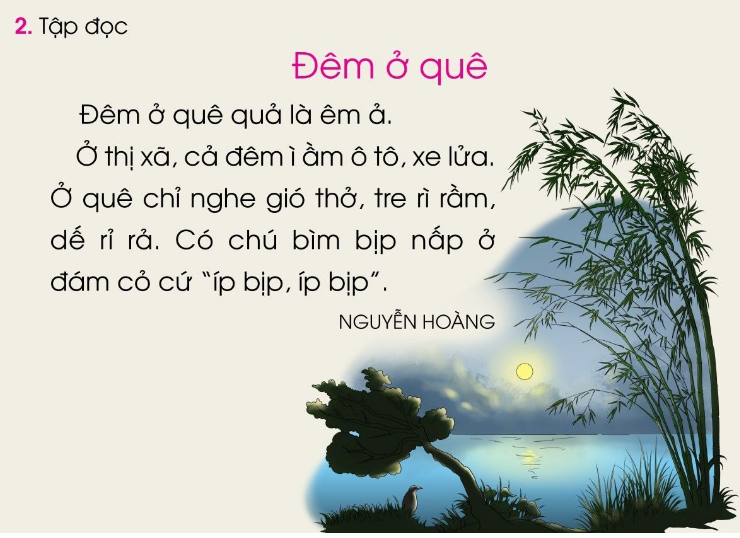 2. Tập đọc
Đêm ở quê
Đêm ở quê quả là êm ả.
Ở thị xã, cả đêm ì ầm ô tô, xe lửa.
Ở quê chỉ nghe gió thở, tre rì rầm,
dế rỉ rả. Có chú bìm bịp nấp ở
đám cỏ cứ “íp bịp, íp bịp”.
NGUYỄN HOÀNG